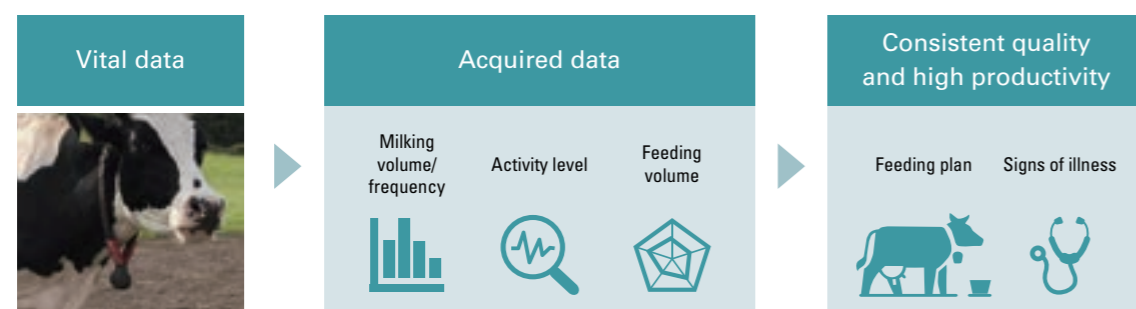 Vital data
Acquired data
Consistent quality
and high productivity
Milking
volume/
frequency
Activity level
Feeding
volume
Feeding plan
Signs of illness